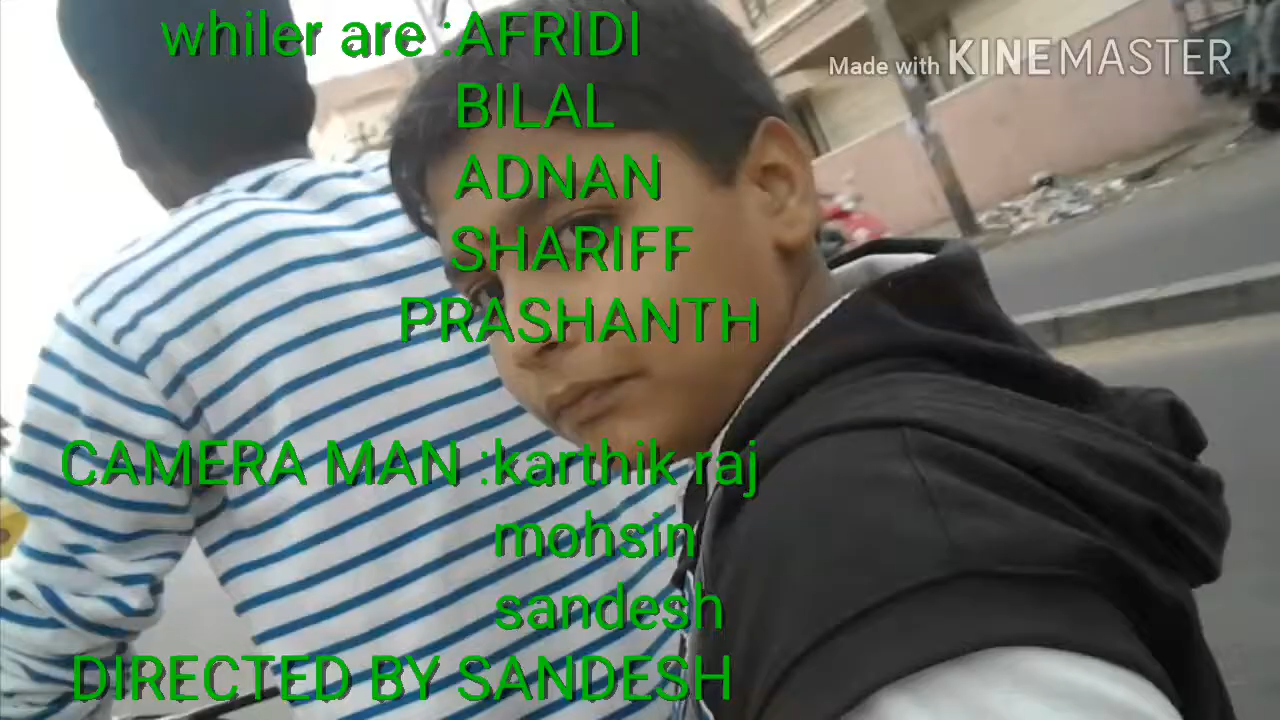 whiler are :AFRIDI
Made with KINEMASTER
BILAL
ADNAN
SHARIFF
PRASHANTH
CAMERA MAN :karthik raj
mohsin
sandesh
DIRECTED BY SANDESH